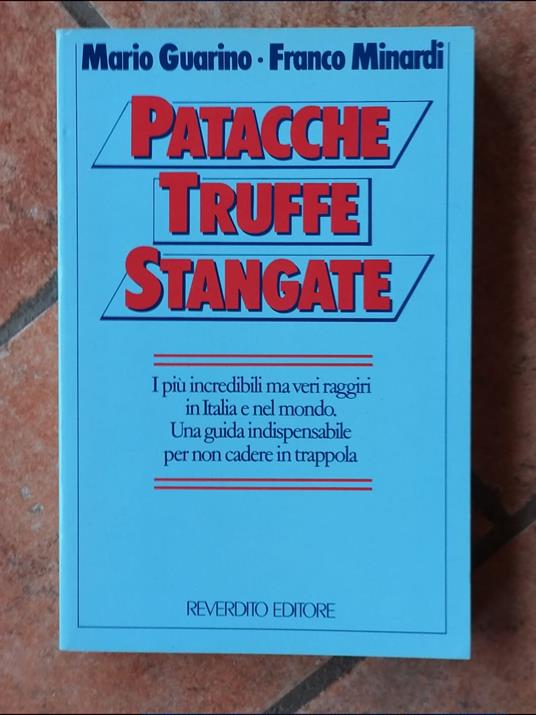 Mario Guarino · Franco Minardi
PATACCHE
TRUFFE
STANGATE
I più incredibili ma veri raggiri
in Italia e nel mondo.
Una guida indispensabile
per non cadere in trappola
REVERDITO EDITORE